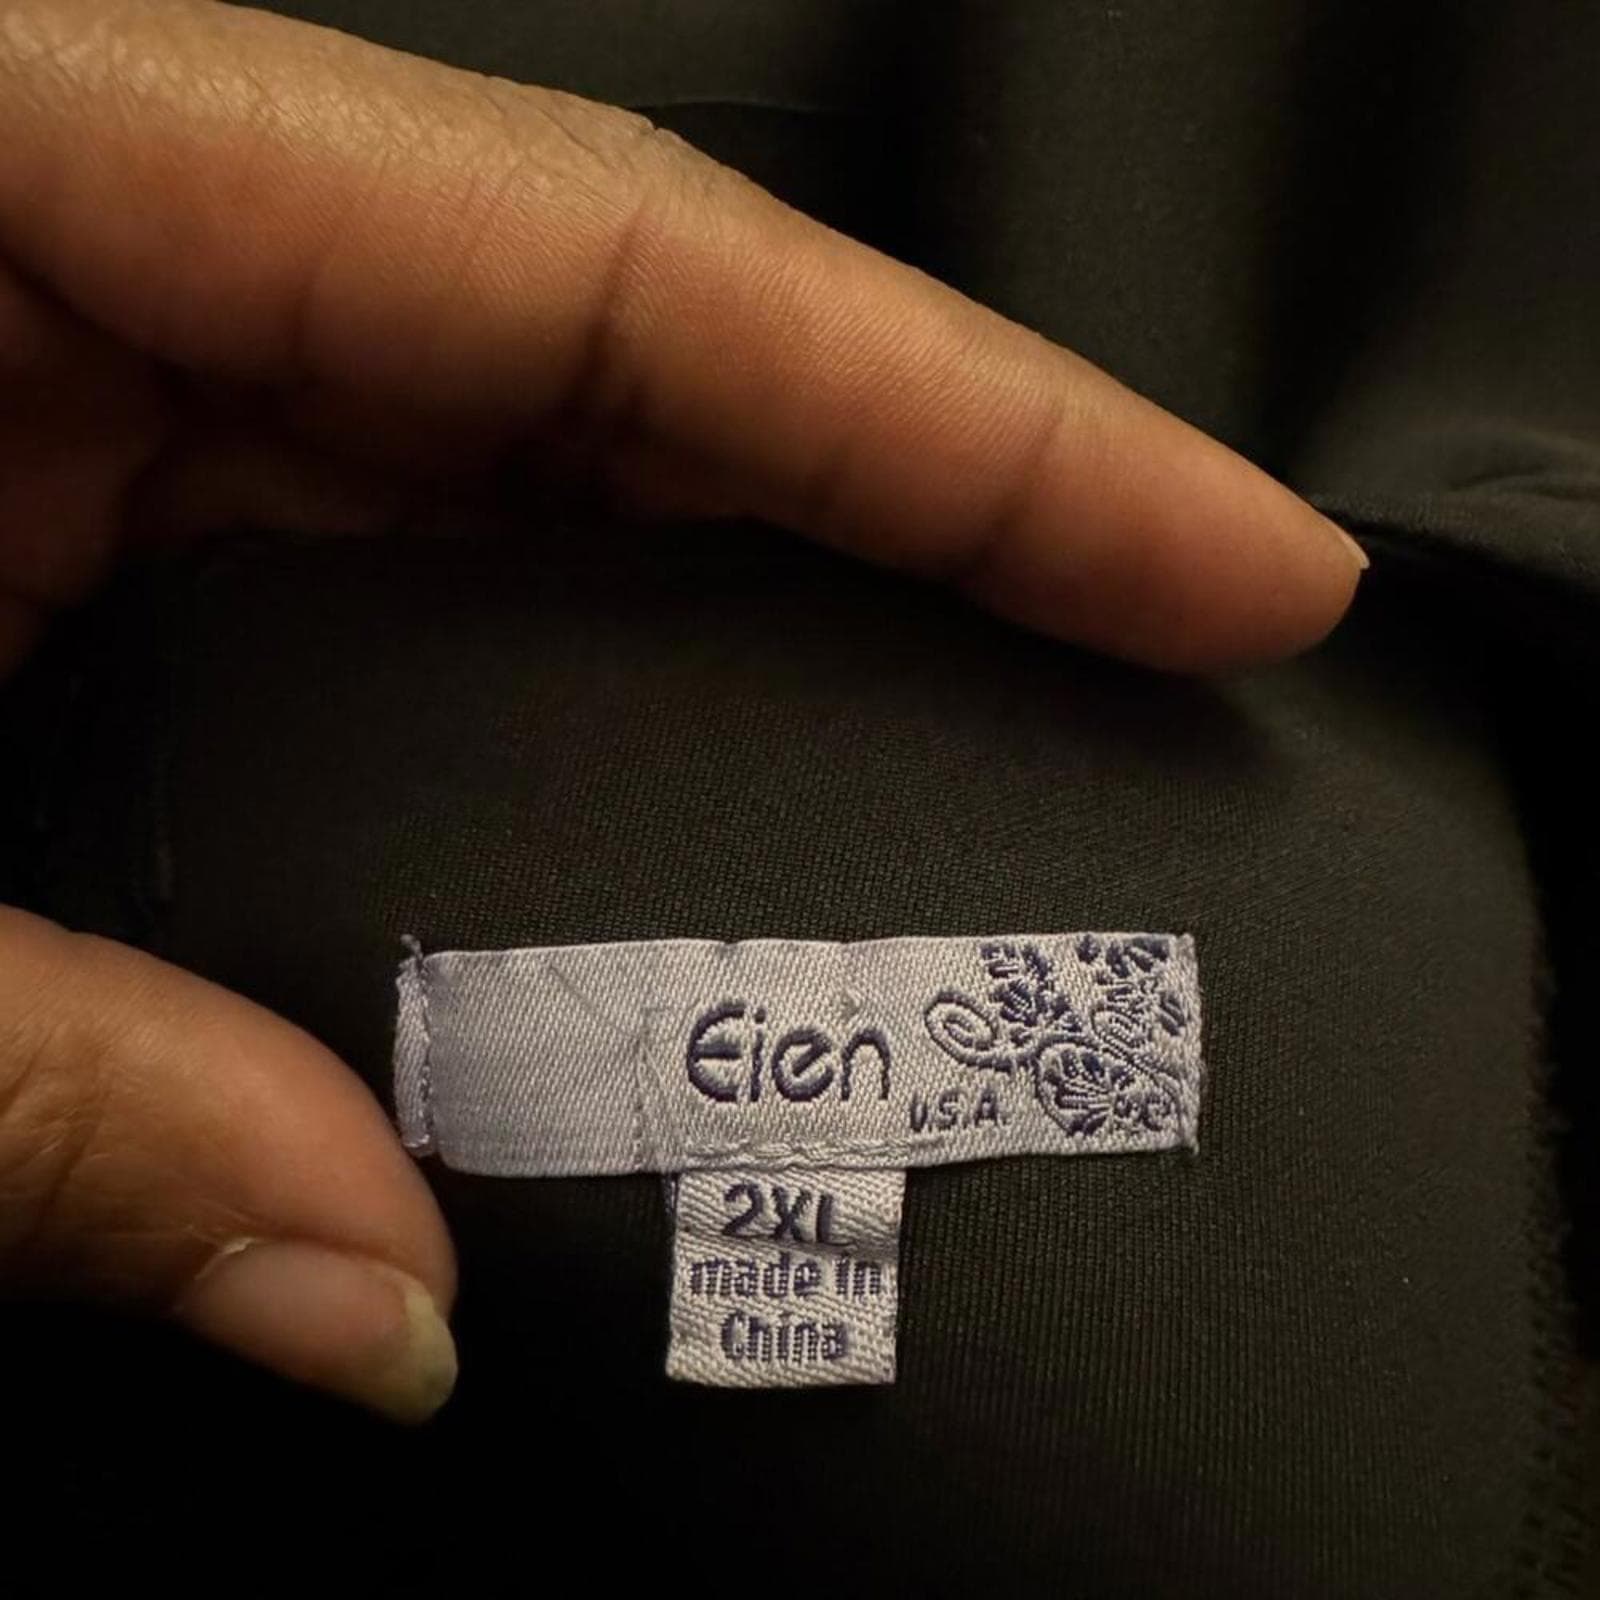 Eien
U.S.A.
2XL
made in
China